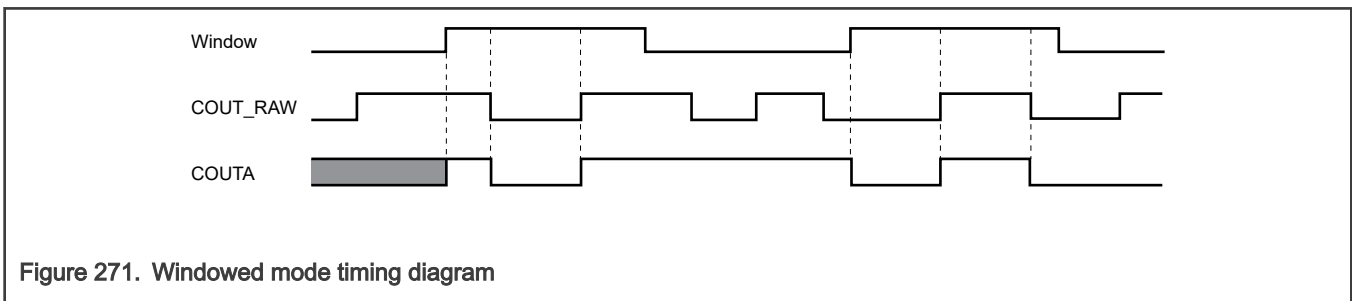 Window
COUT_RAW
COUTA
Figure 271. Windowed mode timing diagram